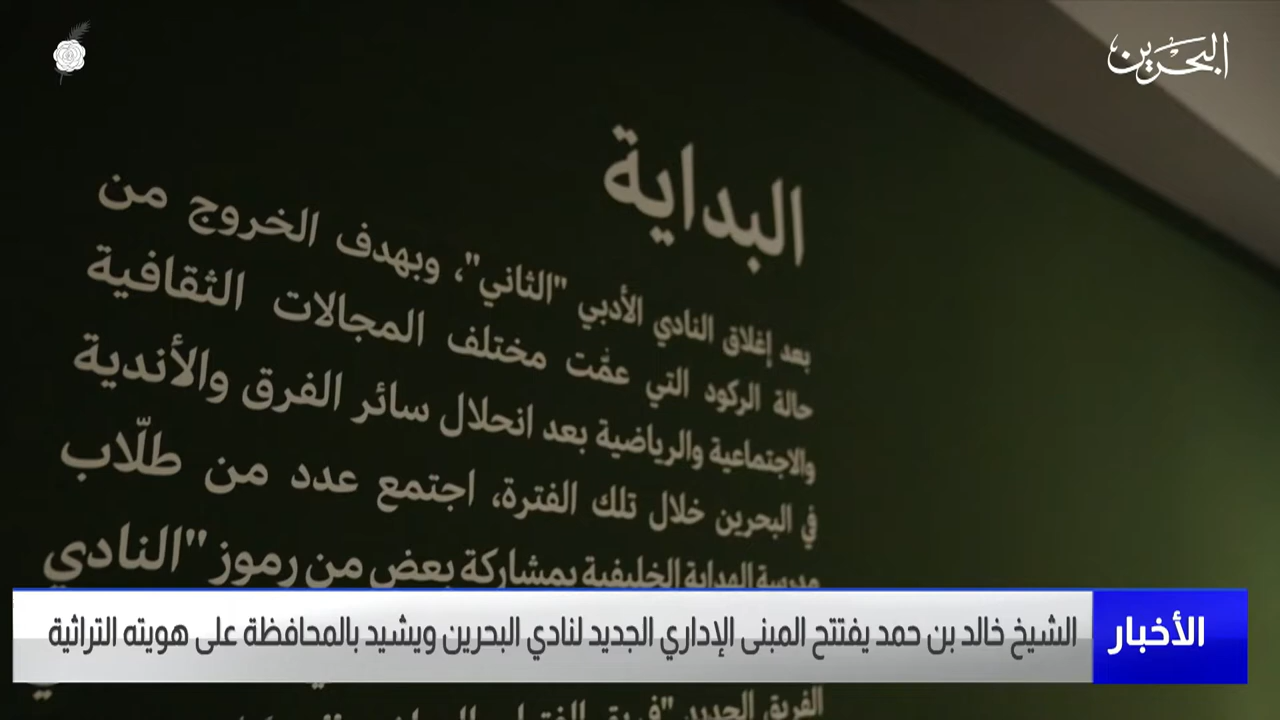 البحرين
البداية
بعد إغلاق النادي الأدبي "الثاني"، وبهدف الخروج من
حالة الركود التي عمّت مختلف المجالات الثقافية
والاجتماعية والرياضية بعد انحلال سائر الفرق والأندية
في البحرين خلال تلك الفترة، اجتمع عدد من طلّاب
مدرسة الهداية الخليفية بمشاركة بعض من رموز "النادي
الأخبار
الشيخ خالد بن حمد يفتتح المبنى الإداري الجديد لنادي البحرين ويشيد بالمحافظة على هويته التراثية
الفريق الجديد "فريق